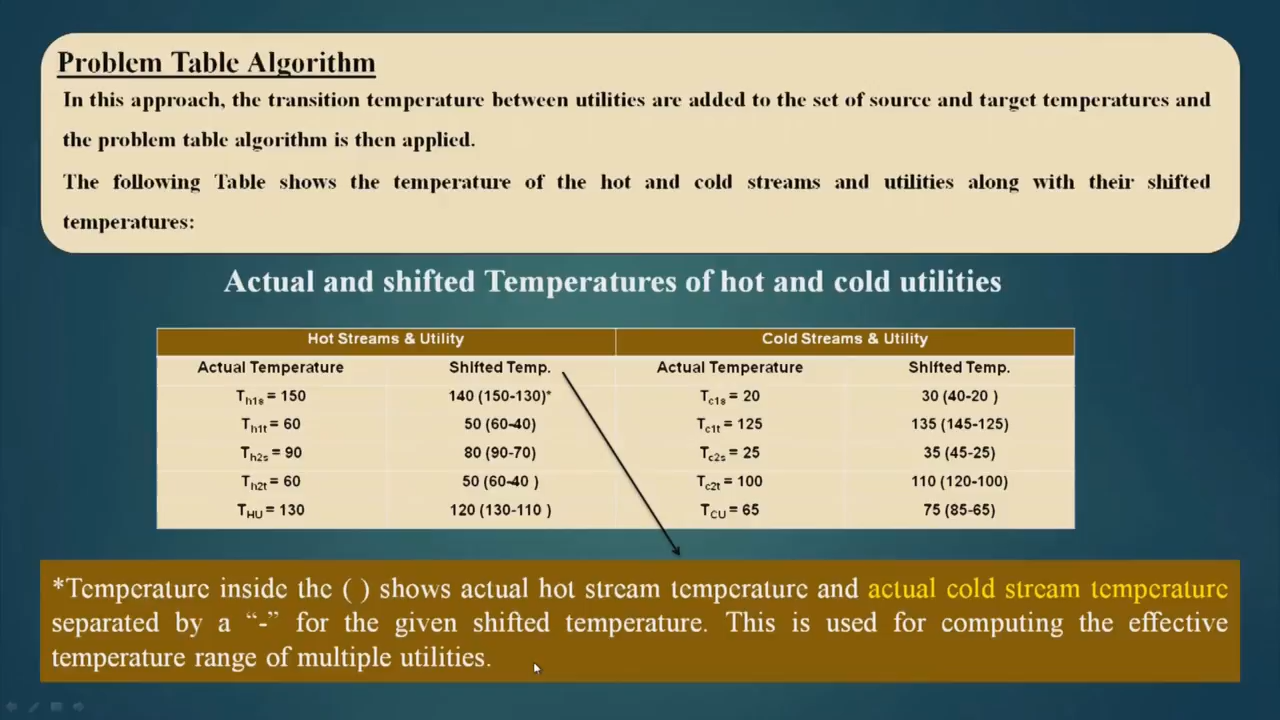 Problem Table Algorithm
In this approach, the transition temperature between utilities are added to the set of source and target temperatures and
the problem table algorithm is then applied.
The following Table shows the temperature of the hot and cold streams and utilities along with their shifted
temperatures:
Actual and shifted Temperatures of hot and cold utilities
Hot Streams & Utility Cold Streams & Utility
Actual Temperature Shifted Temp. Actual Temperature Shifted Temp.
Th1s = 150 140 (150-130)* Tc1s = 20 30 (40-20 )
Th1t = 60 50 (60-40) Tc1t = 125 135 (145-125)
Th2s = 90 80 (90-70) Tc2s = 25 35 (45-25)
Th2t = 60 50 (60-40 ) Tc2t = 100 110 (120-100)
THU = 130 120 (130-110 ) TCU = 65 75 (85-65)
*Temperature inside the ( ) shows actual hot stream temperature and actual cold stream temperature
separated by a “-” for the given shifted temperature. This is used for computing the effective
temperature range of multiple utilities.